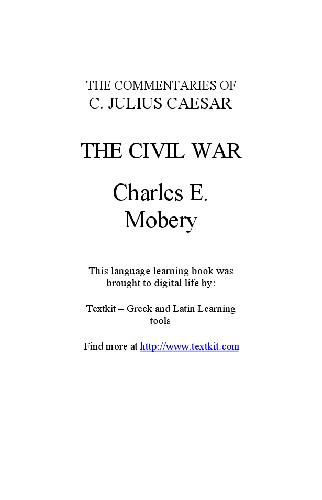 THE COMMENTARIES OF
C. JULIUS CAESAR
THE CIVIL WAR
Charles E.
Mobery
This language learning book was
brought to digital life by:
Textkit – Greek and Latin Learning
tools
Find more at http://www.textkit.com